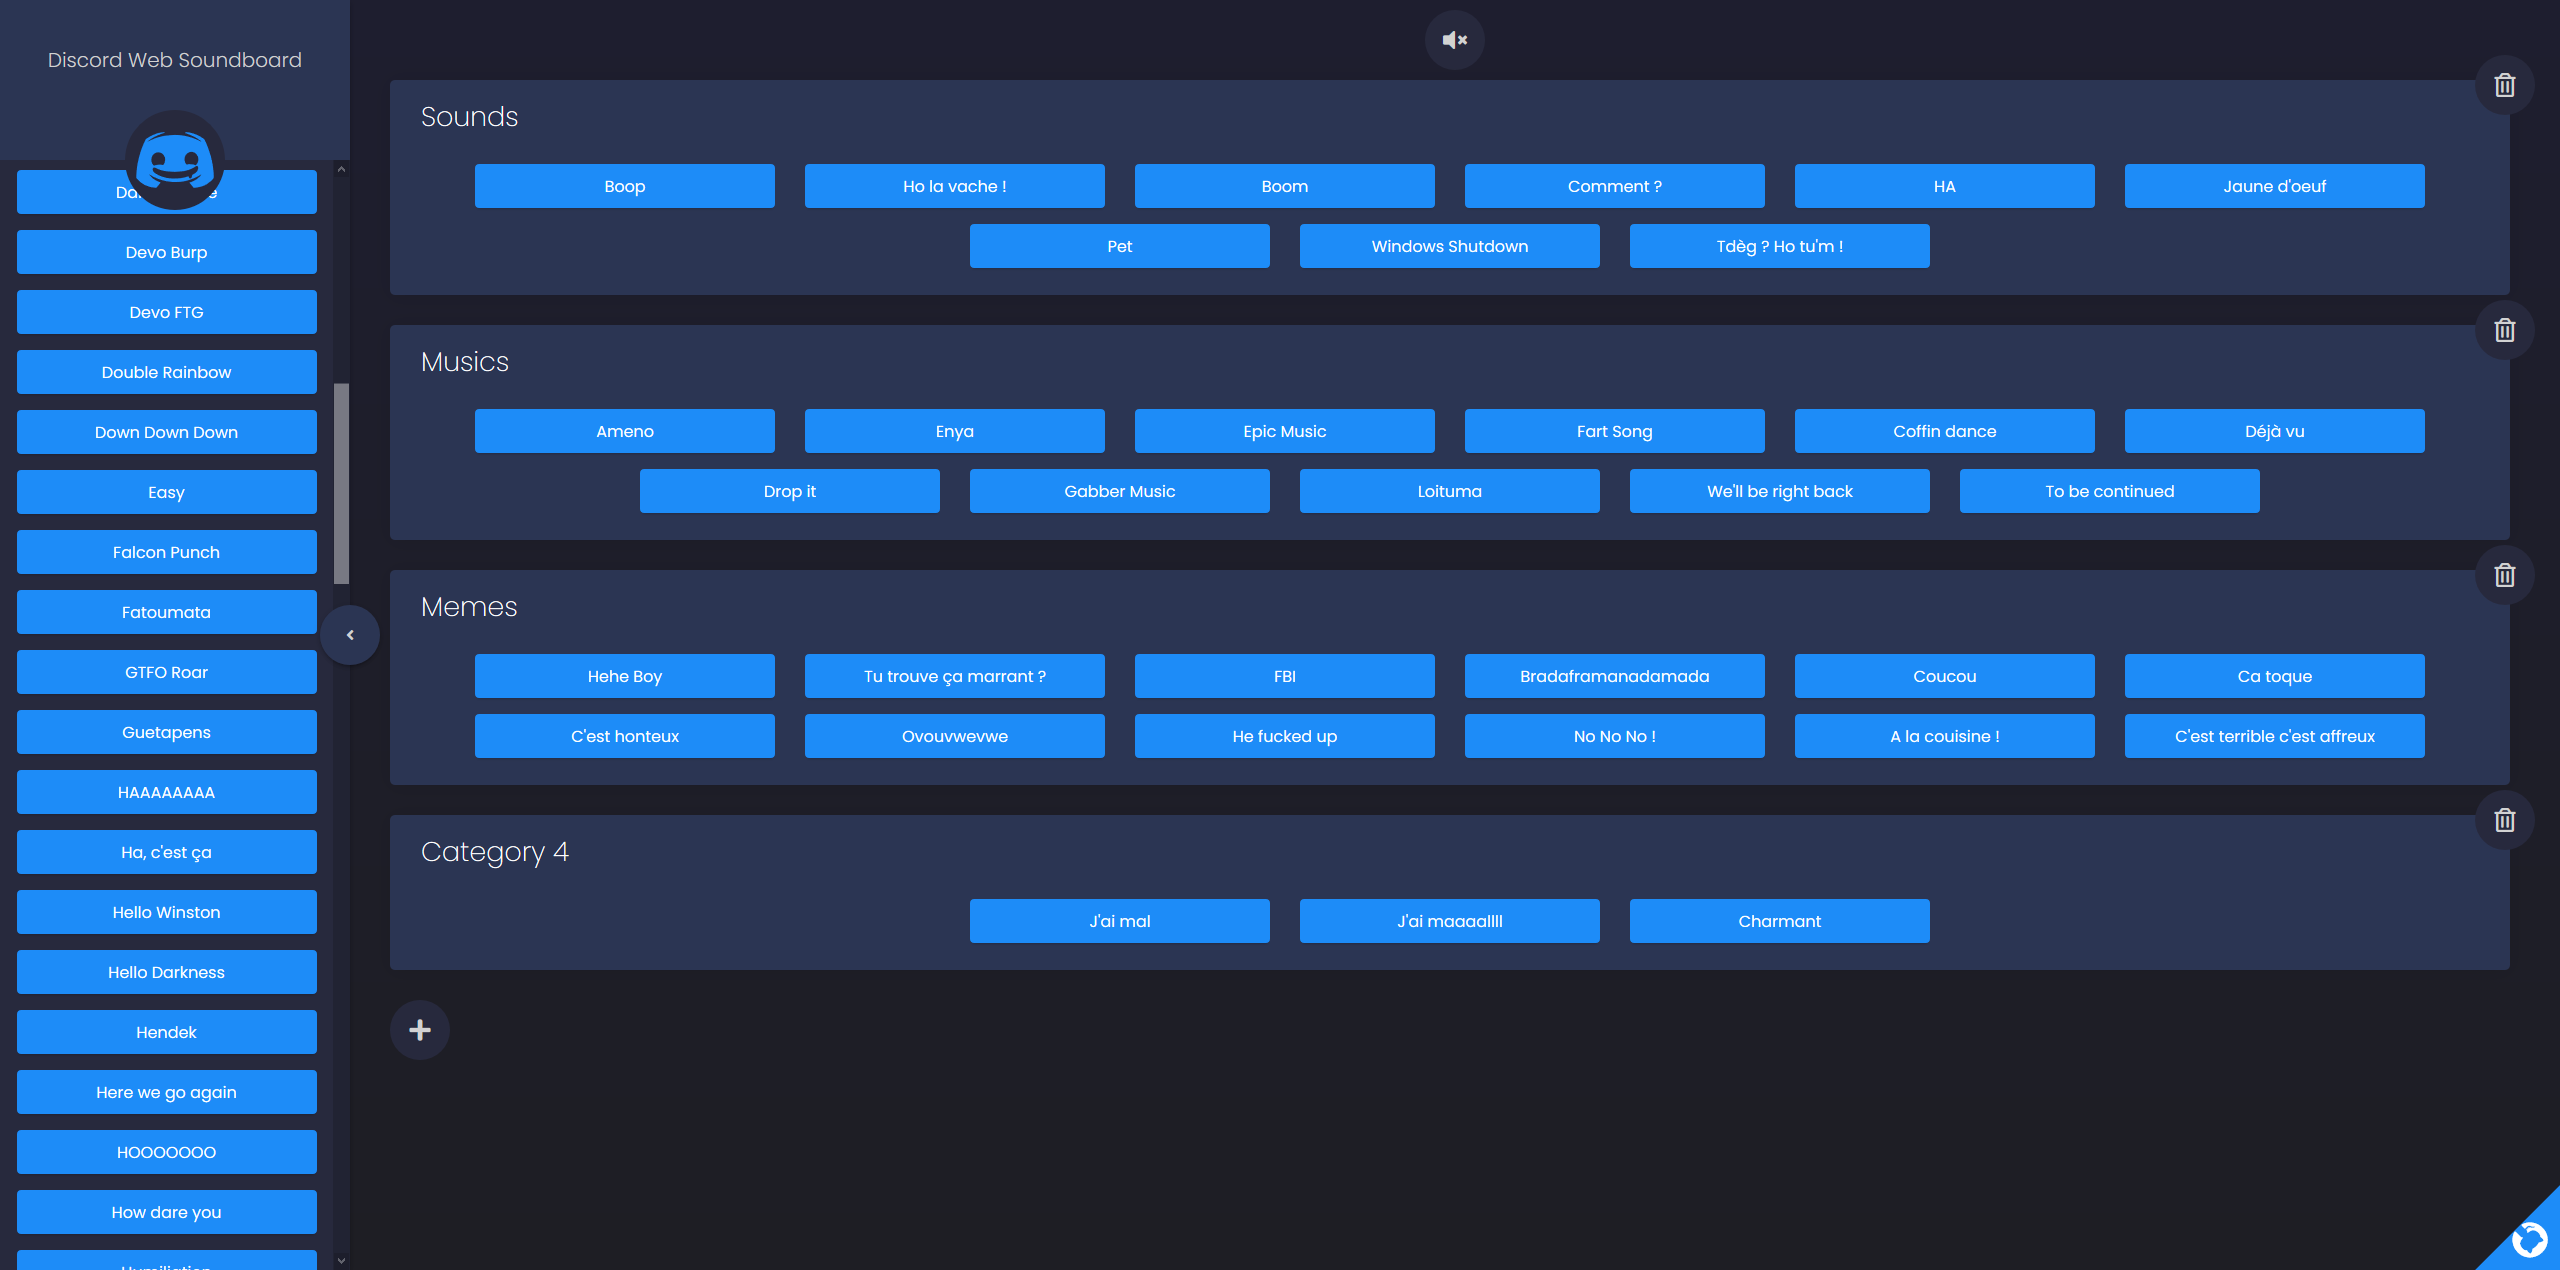 Discord Web Soundboard
Devo Burp
Devo FTG
Double Rainbow
Down Down Down
Easy
Falcon Punch
Fatoumata
GTFO Roar
Guetapens
HAAAAAAAA
Ha, c'est ça
Hello Winston
Hello Darkness
Hendek
Here we go again
HOOOOOOO
How dare you
Sounds
Boop Ho la vache ! Boom Comment ? HA Jaune d'oeuf
Pet Windows Shutdown Tdèg ? Ho tu'm !
Musics
Ameno Enya Epic Music Fart Song Coffin dance Déjà vu
Drop it Gabber Music Loituma We'll be right back To be continued
Memes
Hehe Boy Tu trouve ça marrant ? FBI Bradaframanadamada Coucou Ca toque
C'est honteux Ovouvwevwe He fucked up No No No ! A la couisine ! C'est terrible c'est affreux
Category 4
J'ai mal J'ai maaaallll Charmant